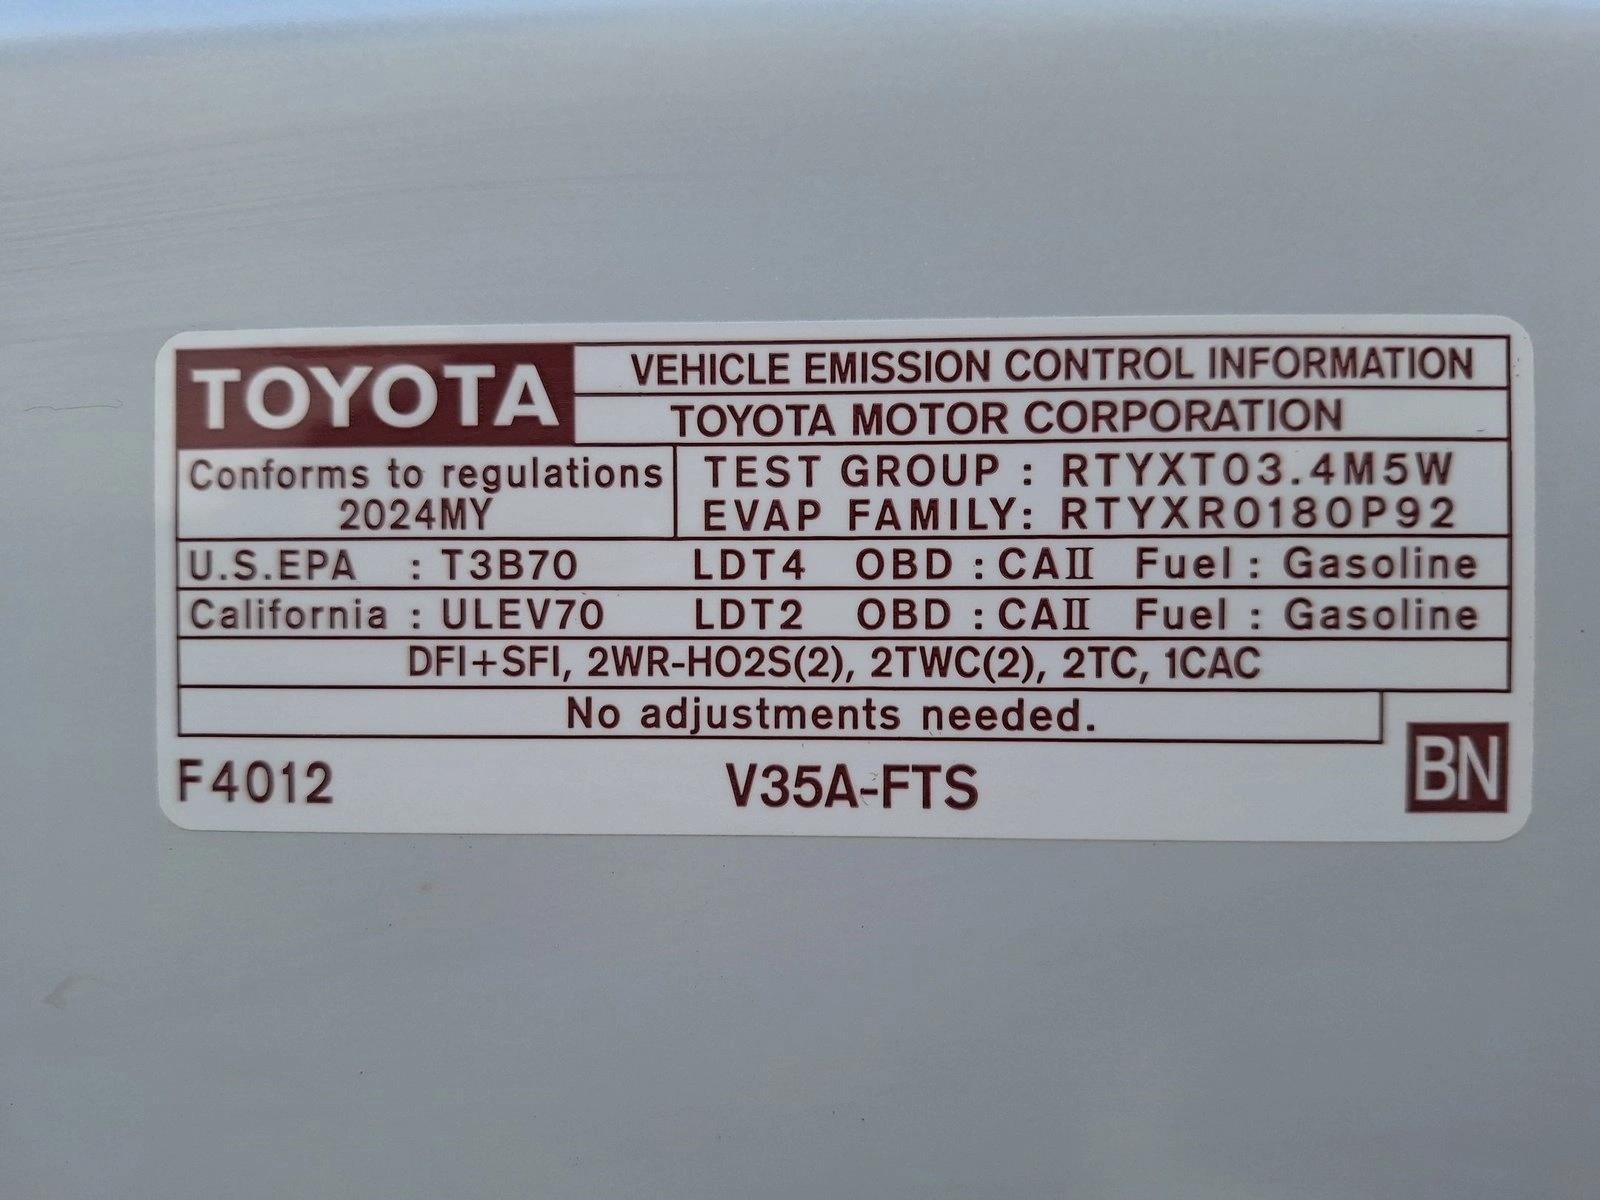 TOYOTA
VEHICLE EMISSION CONTROL INFORMATION
TOYOTA MOTOR CORPORATION
Conforms to regulations
2024MY
TEST GROUP : RTYXT03.4M5W
EVAP FAMILY: RTYXR0180P92
U.S.EPA : T3B70 LDT4 OBD : CAⅡ Fuel : Gasoline
California : ULEV70 LDT2 OBD : CAⅡ Fuel : Gasoline
DFI+SFI, 2WR-HO2S(2), 2TWC(2), 2TC, 1CAC
No adjustments needed.
F4012 V35A-FTS BN